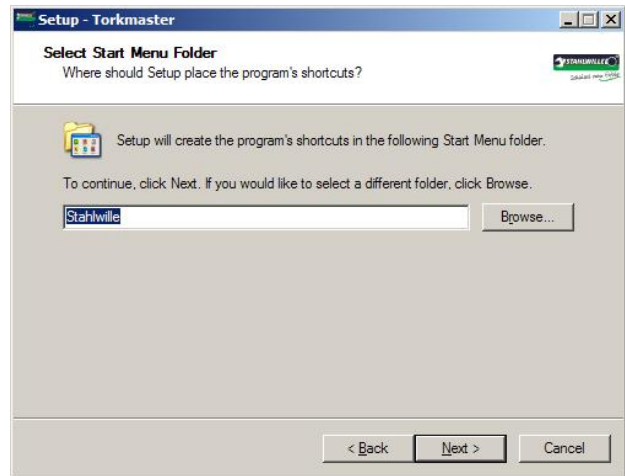 Setup - Torkmaster
Select Start Menu Folder
Where should Setup place the program's shortcuts?
STAHLWILLE
Setup will create the program's shortcuts in the following Start Menu folder.
To continue, click Next. If you would like to select a different folder, click Browse.
Stahlwille
Browse...
< Back
Next >
Cancel